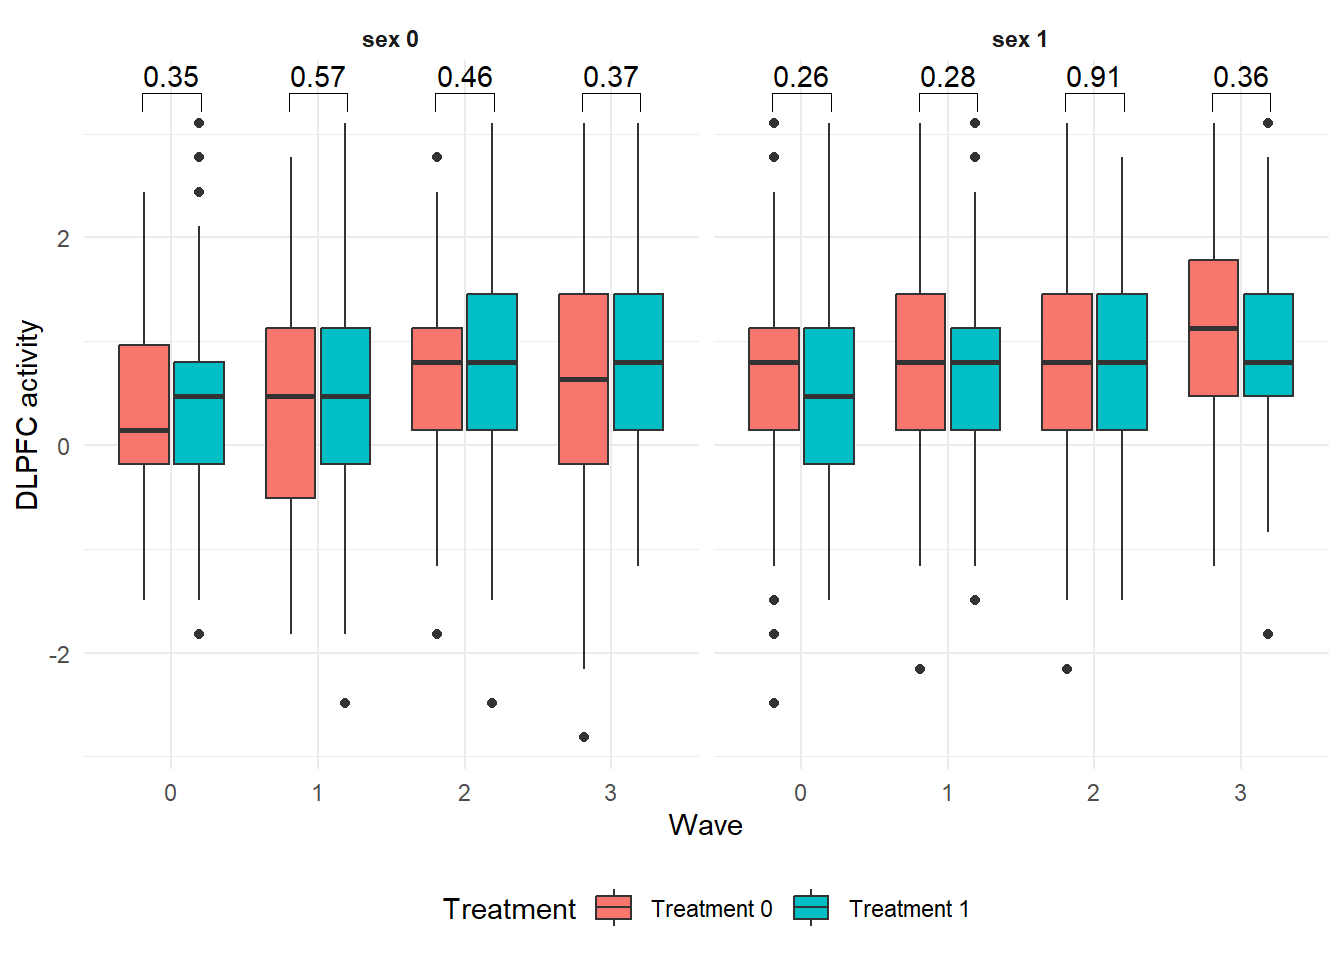 sex 0 sex 1
0.35 0.57 0.46 0.37 0.26 0.28 0.91 0.36
2
0
-2
DLPFC activity
0 1 2 3 0 1 2 3
Wave
Treatment Treatment 0 Treatment 1